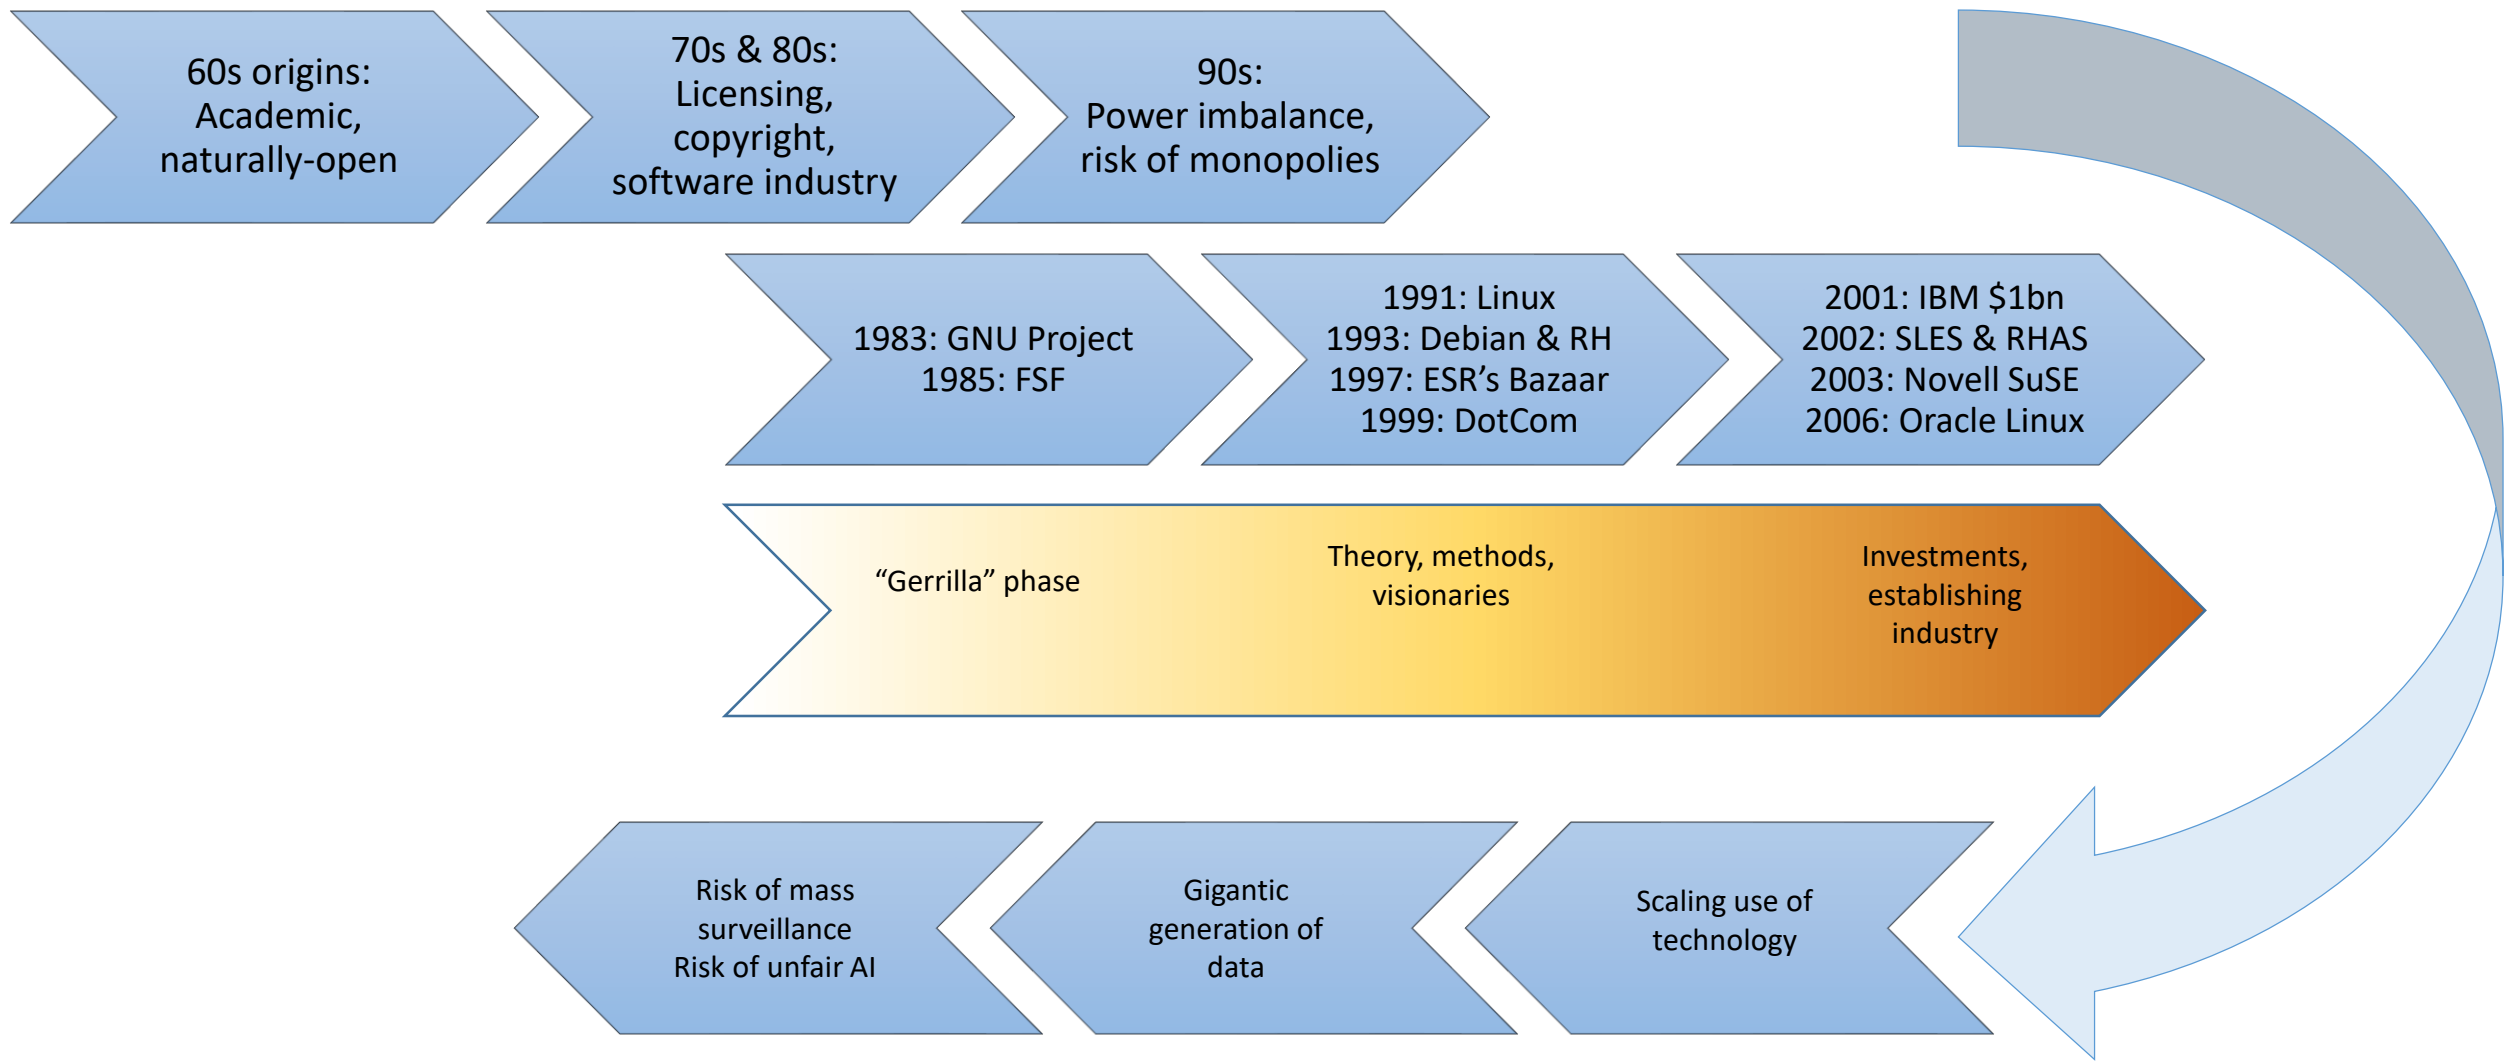 60s origins:
Academic,
naturally-open
70s & 80s:
Licensing,
copyright,
software industry
90s:
Power imbalance,
risk of monopolies
1983: GNU Project
1985: FSF
1991: Linux
1993: Debian & RH
1997: ESR’s Bazaar
1999: DotCom
2001: IBM $1bn
2002: SLES & RHAS
2003: Novell SuSE
2006: Oracle Linux
“Gerrilla” phase
Theory, methods,
visionaries
Investments,
establishing
industry
Risk of mass
surveillance
Risk of unfair AI
Gigantic
generation of
data
Scaling use of
technology